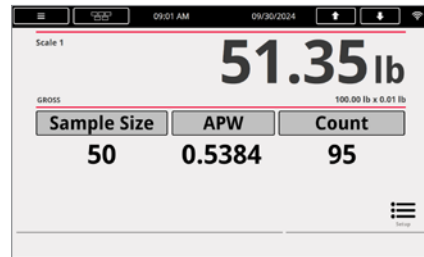 09:01 AM 09/30/2024
Scale 1
51.35 lb
GROSS 100.00 lb x 0.01 lb
Sample Size APW Count
50 0.5384 95
Setup